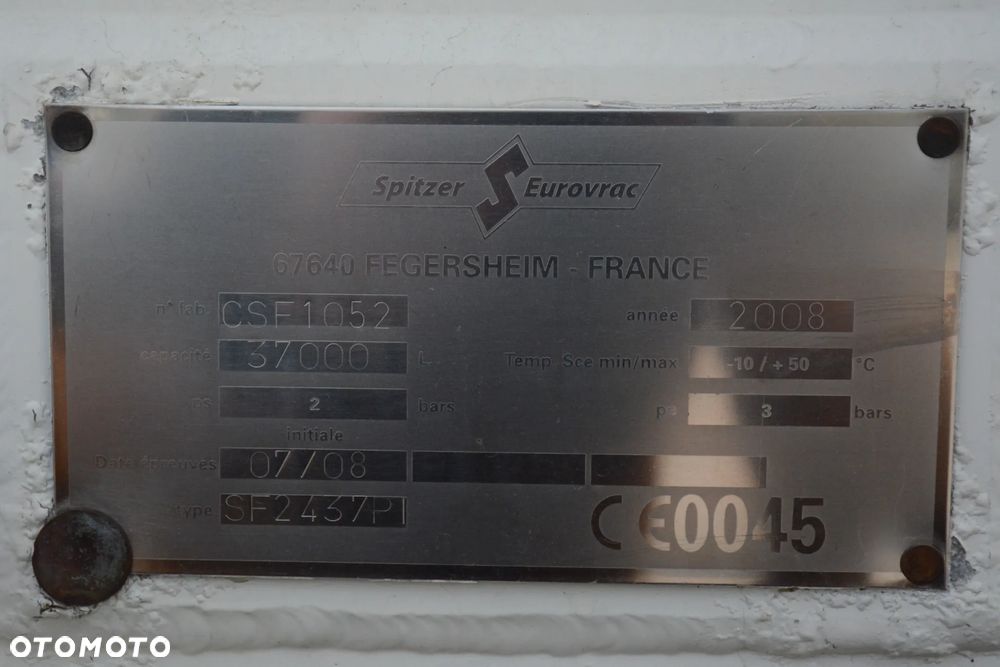 Spitzer S Eurovrac
67640 FEGERSHEIM - FRANCE
n° fab. CSF1052 année 2008
capacité 37000 L Temp. Sce min/max -10 / + 50 °C
ps 2 bars pe 3 bars
initiale
Date épreuves 07/08
type SF2437P
CE0045
OTOMOTO